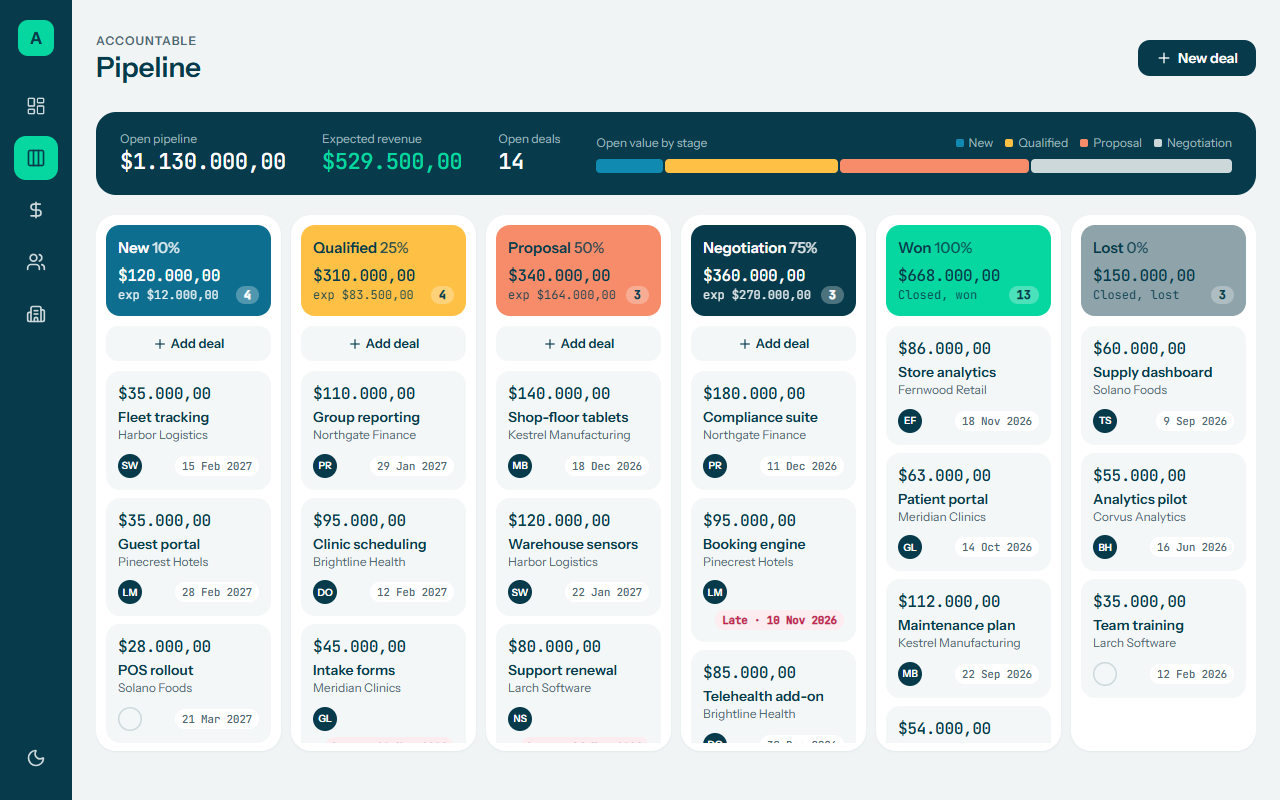 A
ACCOUNTABLE
Pipeline
+ New deal
Open pipeline
$1.130.000,00
Expected revenue
$529.500,00
Open deals
14
Open value by stage
New
Qualified
Proposal
Negotiation
New 10%
$120.000,00
exp $12.000,00
4
+ Add deal
$35.000,00
Fleet tracking
Harbor Logistics
SW
15 Feb 2027
$35.000,00
Guest portal
Pinecrest Hotels
LM
28 Feb 2027
$28.000,00
POS rollout
Solano Foods
21 Mar 2027
Qualified 25%
$310.000,00
exp $83.500,00
4
+ Add deal
$110.000,00
Group reporting
Northgate Finance
PR
29 Jan 2027
$95.000,00
Clinic scheduling
Brightline Health
DO
12 Feb 2027
$45.000,00
Intake forms
Meridian Clinics
GL
Proposal 50%
$340.000,00
exp $164.000,00
3
+ Add deal
$140.000,00
Shop-floor tablets
Kestrel Manufacturing
MB
18 Dec 2026
$120.000,00
Warehouse sensors
Harbor Logistics
SW
22 Jan 2027
$80.000,00
Support renewal
Larch Software
NS
Negotiation 75%
$360.000,00
exp $270.000,00
3
+ Add deal
$180.000,00
Compliance suite
Northgate Finance
PR
11 Dec 2026
$95.000,00
Booking engine
Pinecrest Hotels
LM
Late · 10 Nov 2026
$85.000,00
Telehealth add-on
Brightline Health
Won 100%
$668.000,00
Closed, won
13
$86.000,00
Store analytics
Fernwood Retail
EF
18 Nov 2026
$63.000,00
Patient portal
Meridian Clinics
GL
14 Oct 2026
$112.000,00
Maintenance plan
Kestrel Manufacturing
MB
22 Sep 2026
$54.000,00
Lost 0%
$150.000,00
Closed, lost
3
$60.000,00
Supply dashboard
Solano Foods
TS
9 Sep 2026
$55.000,00
Analytics pilot
Corvus Analytics
BH
16 Jun 2026
$35.000,00
Team training
Larch Software
12 Feb 2026